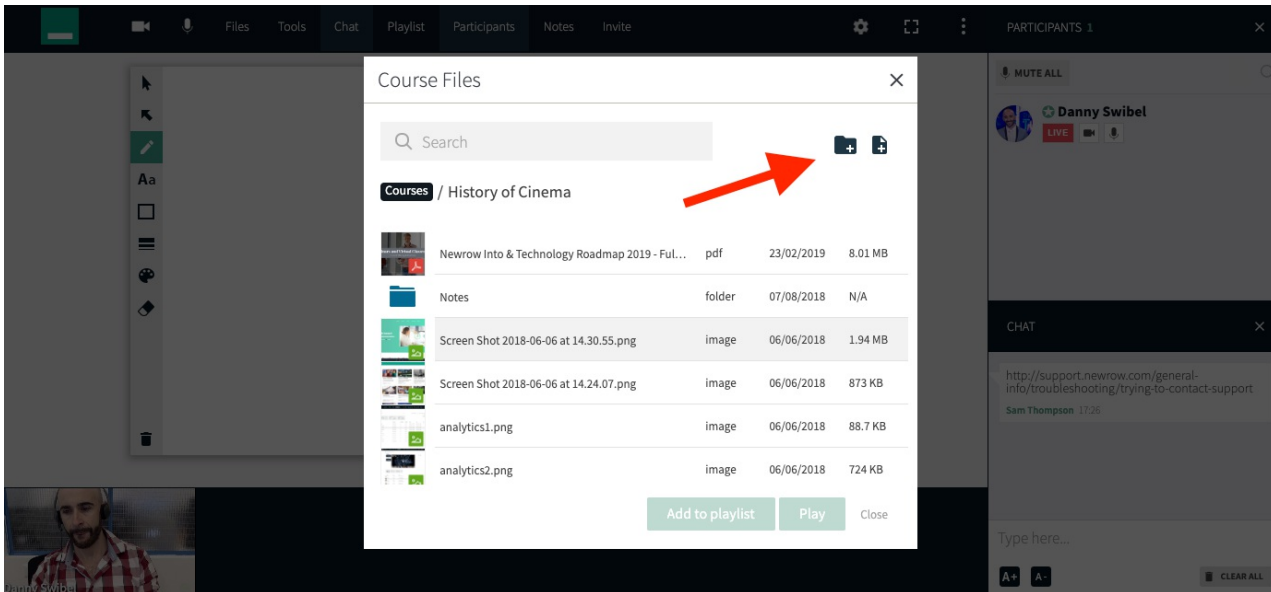 Files Tools Chat Playlist Participants Notes Invite
PARTICIPANTS 1
MUTE ALL
Danny Swibel
LIVE
Course Files
Search
Courses / History of Cinema
Newrow Into & Technology Roadmap 2019 - Ful... pdf 23/02/2019 8.01 MB
Notes folder 07/08/2018 N/A
Screen Shot 2018-06-06 at 14.30.55.png image 06/06/2018 1.94 MB
Screen Shot 2018-06-06 at 14.24.07.png image 06/06/2018 873 KB
analytics1.png image 06/06/2018 88.7 KB
analytics2.png image 06/06/2018 724 KB
Add to playlist Play Close
Aa
CHAT
http://support.newrow.com/general-
info/troubleshooting/trying-to-contact-support
Sam Thompson 17:26
Type here...
A+ A-
CLEAR ALL
Danny Swibel